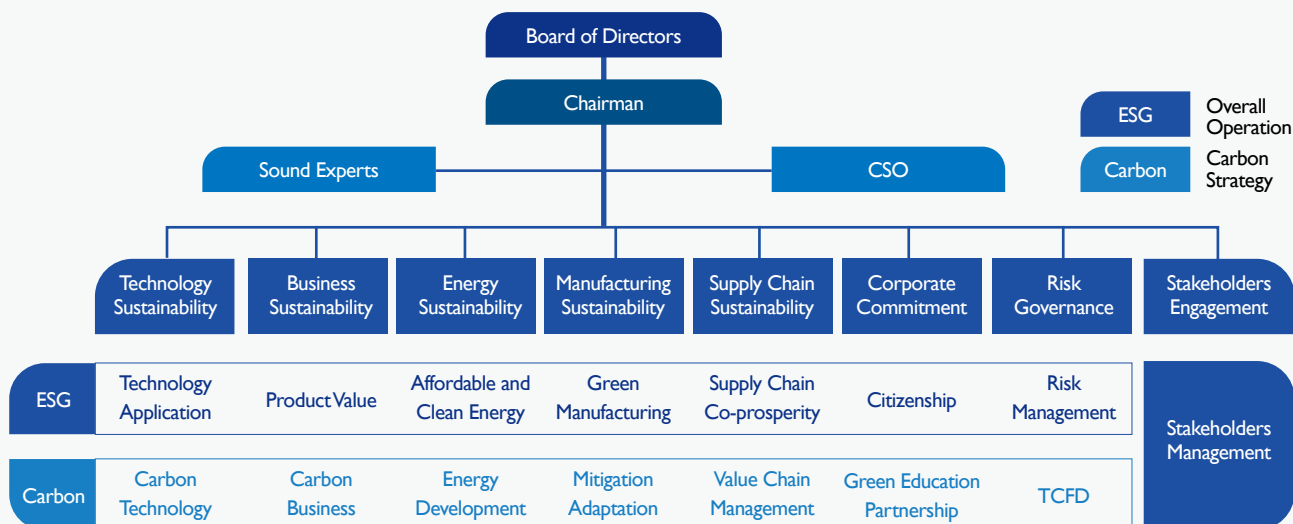 Board of Directors
Chairman
ESG
Overall
Operation
Sound Experts
CSO
Carbon
Carbon
Strategy
Technology
Sustainability
Business
Sustainability
Energy
Sustainability
Manufacturing
Sustainability
Supply Chain
Sustainability
Corporate
Commitment
Risk
Governance
Stakeholders
Engagement
ESG
Technology
Application
Product Value
Affordable and
Clean Energy
Green
Manufacturing
Supply Chain
Co-prosperity
Citizenship
Risk
Management
Stakeholders
Management
Carbon
Carbon
Technology
Carbon
Business
Energy
Development
Mitigation
Adaptation
Value Chain
Management
Green Education
Partnership
TCFD